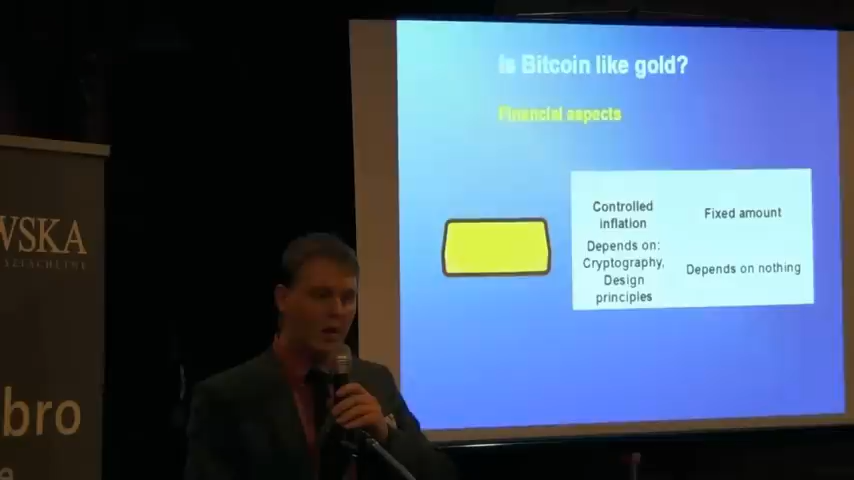 Is Bitcoin like gold?
Financial aspects
Controlled
inflation
Fixed amount
Depends on:
Cryptography,
Design
principles
Depends on nothing
WSKA
bro
e